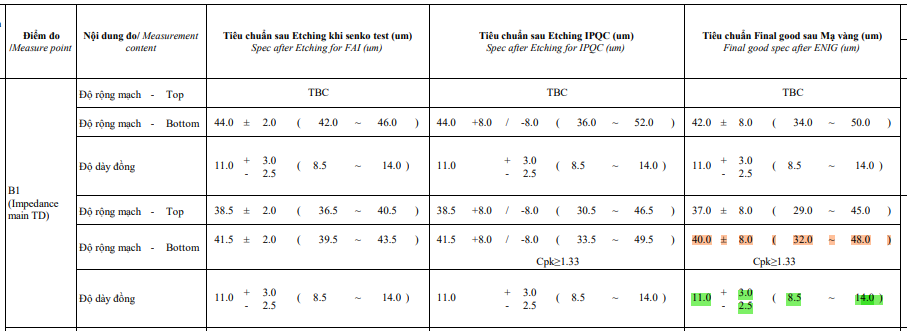 Điểm đo
/Measure point
Nội dung đo/ Measurement
content
Tiêu chuẩn sau Etching khi senko test (um)
Spec after Etching for FAI (um)
Tiêu chuẩn sau Etching IPQC (um)
Spec after Etching for IPQC (um)
Tiêu chuẩn Final good sau Mạ vàng (um)
Final good spec after ENIG (um)
B1
(Impedance
main TD)
Độ rộng mạch - Top
TBC
TBC
TBC
Độ rộng mạch - Bottom
44.0 ± 2.0 ( 42.0 ~ 46.0 )
44.0 +8.0 / -8.0 ( 36.0 ~ 52.0 )
42.0 ± 8.0 ( 34.0 ~ 50.0 )
Độ dày đồng
11.0 + 3.0 - 2.5 ( 8.5 ~ 14.0 )
11.0 + 3.0 - 2.5 ( 8.5 ~ 14.0 )
11.0 + 3.0 - 2.5 ( 8.5 ~ 14.0 )
Độ rộng mạch - Top
38.5 ± 2.0 ( 36.5 ~ 40.5 )
38.5 +8.0 / -8.0 ( 30.5 ~ 46.5 )
37.0 ± 8.0 ( 29.0 ~ 45.0 )
Độ rộng mạch - Bottom
41.5 ± 2.0 ( 39.5 ~ 43.5 )
41.5 +8.0 / -8.0 ( 33.5 ~ 49.5 )
Cpk≥1.33
40.0 ± 8.0 ( 32.0 ~ 48.0 )
Cpk≥1.33
Độ dày đồng
11.0 + 3.0 - 2.5 ( 8.5 ~ 14.0 )
11.0 + 3.0 - 2.5 ( 8.5 ~ 14.0 )
11.0 + 3.0 - 2.5 ( 8.5 ~ 14.0 )